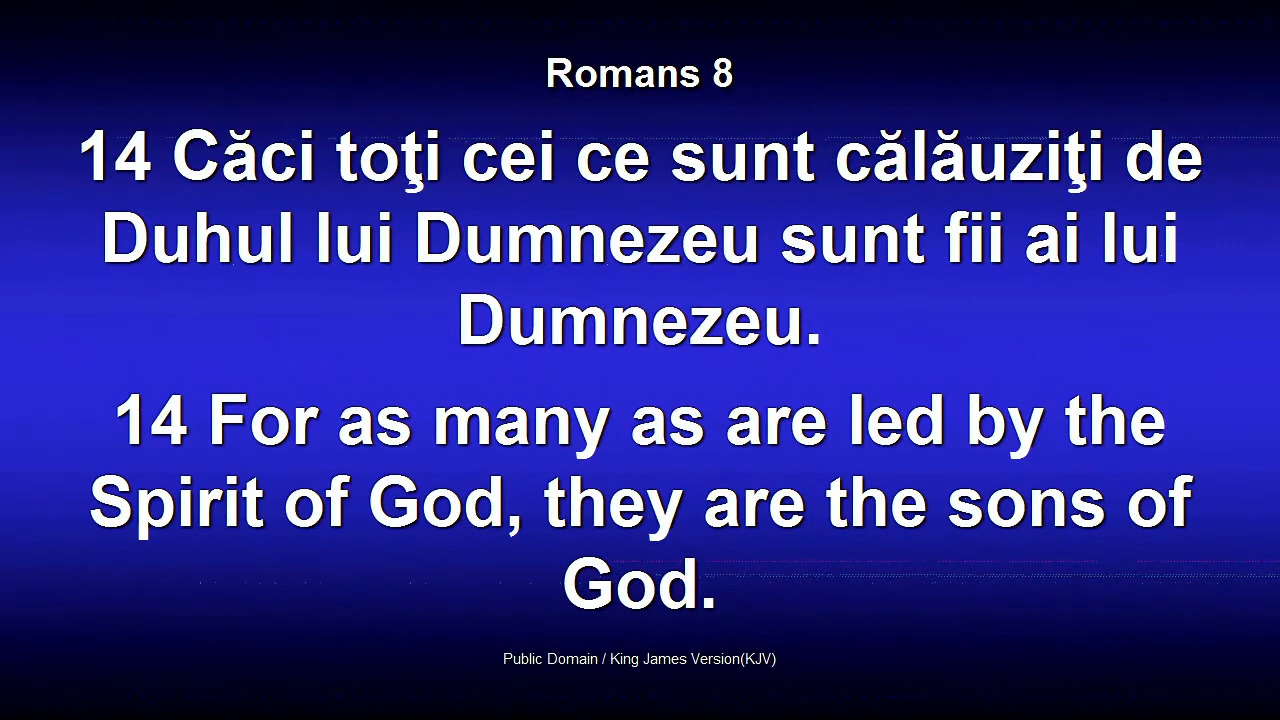 Romans 8
14 Căci toţi cei ce sunt călăuziţi de
Duhul lui Dumnezeu sunt fii ai lui
Dumnezeu.
14 For as many as are led by the
Spirit of God, they are the sons of
God.
Public Domain / King James Version(KJV)